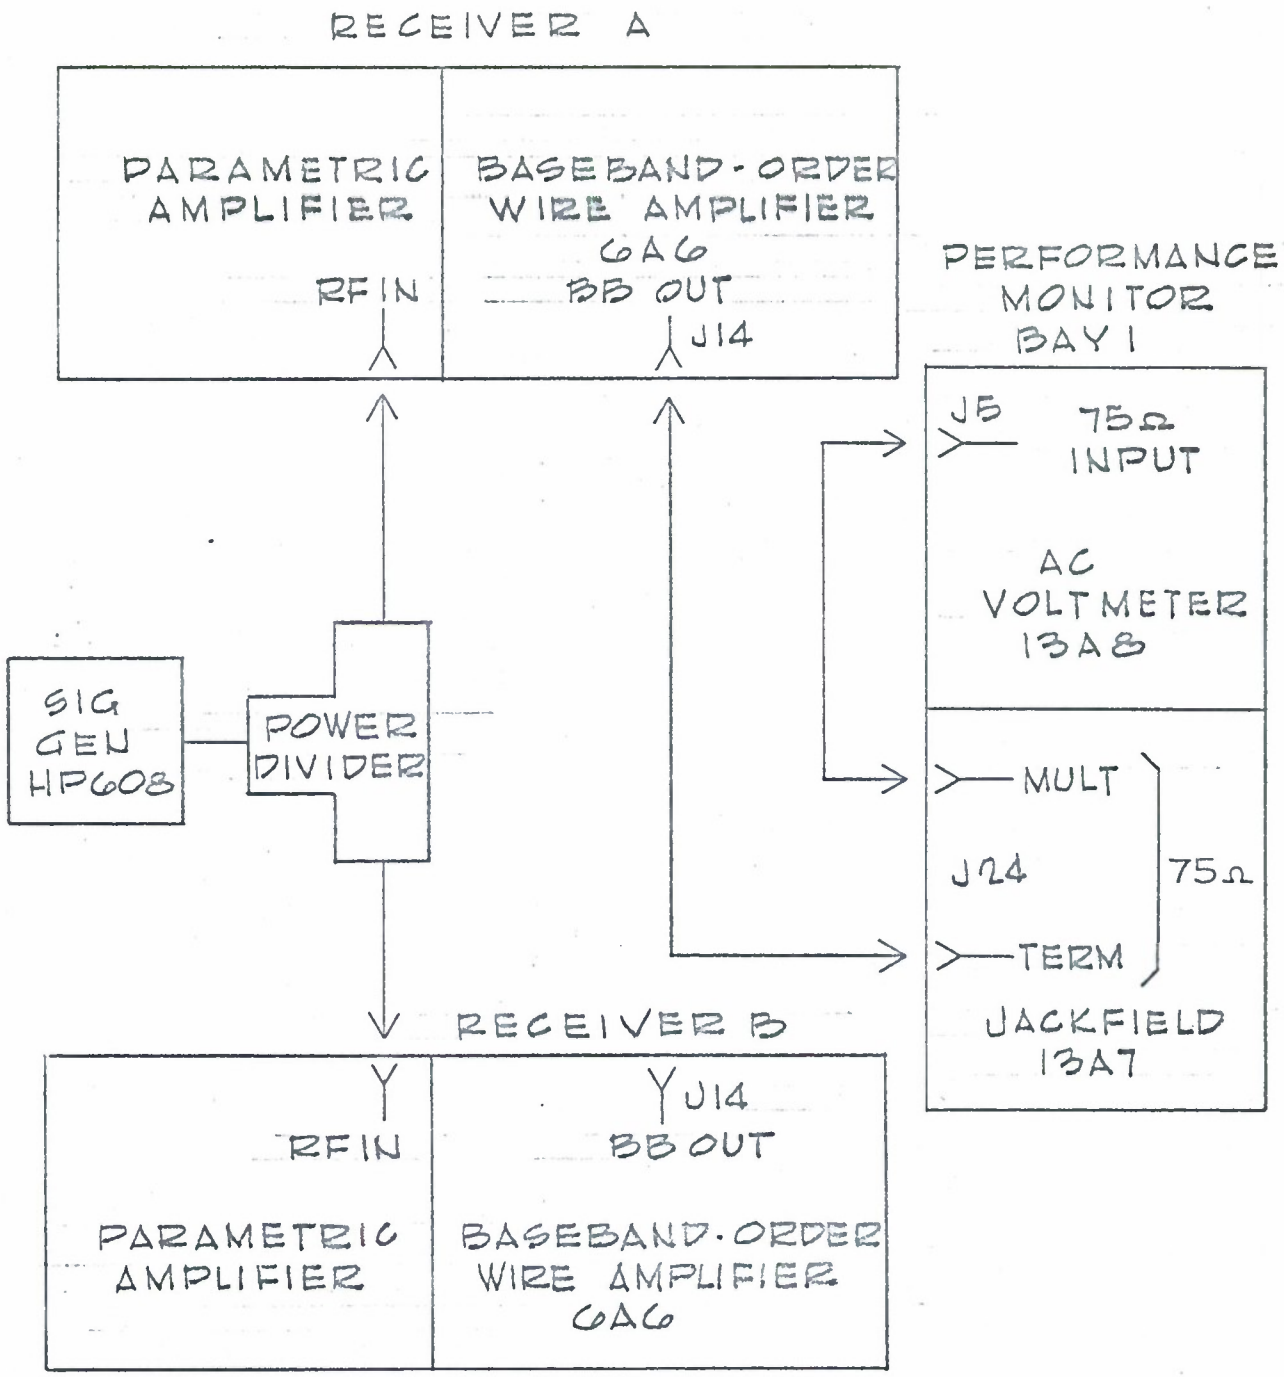 RECEIVER A
PARAMETRIC
AMPLIFIER
RF IN
BASEBAND-ORDER
WIRE AMPLIFIER
6A6
BB OUT
J14
PERFORMANCE
MONITOR
BAY 1
J5
75Ω
INPUT
AC
VOLTMETER
13A8
SIG
GEN
HP608
POWER
DIVIDER
MULT
J24
75Ω
TERM
JACKFIELD
13A7
RECEIVER B
RF IN
PARAMETRIC
AMPLIFIER
J14
BB OUT
BASEBAND-ORDER
WIRE AMPLIFIER
6A6